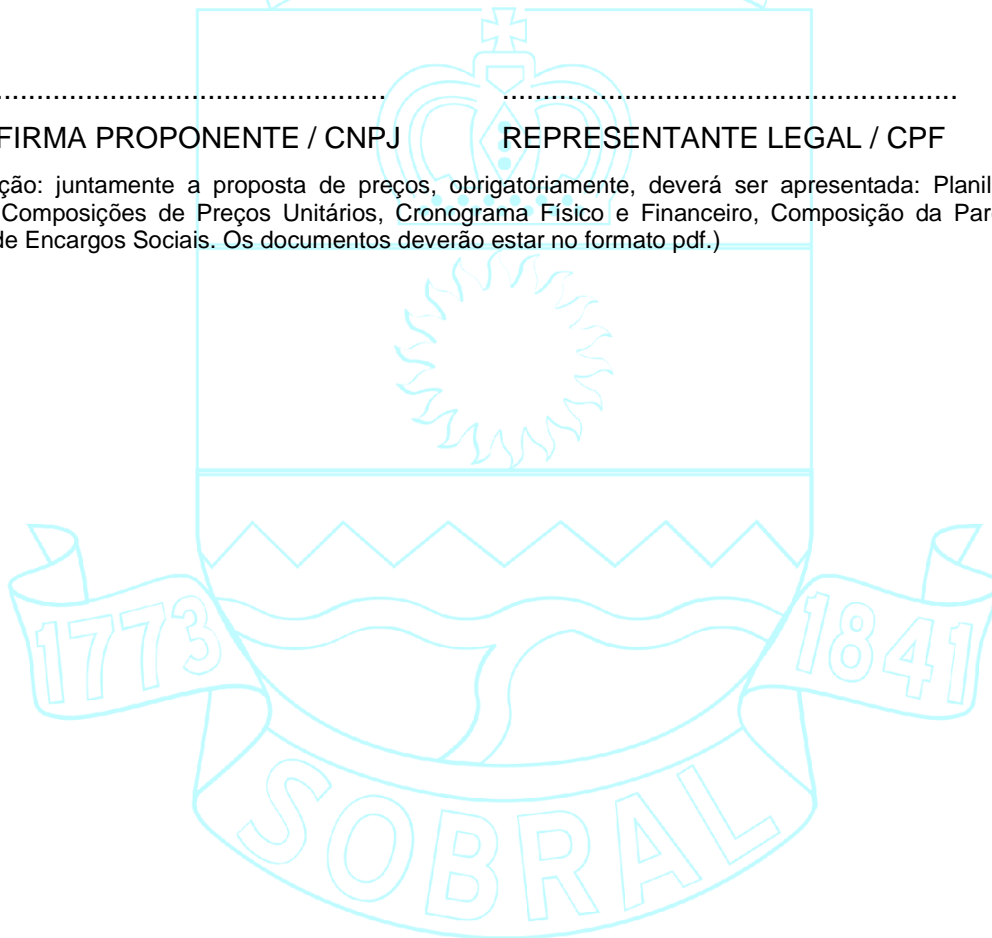 ....................................................... .......................................................
FIRMA PROPONENTE / CNPJ REPRESENTANTE LEGAL / CPF
ção: juntamente a proposta de preços, obrigatoriamente, deverá ser apresentada: Planil
Composições de Preços Unitários, Cronograma Físico e Financeiro, Composição da Par
de Encargos Sociais. Os documentos deverão estar no formato pdf.)
1773 1841
SOBRAL